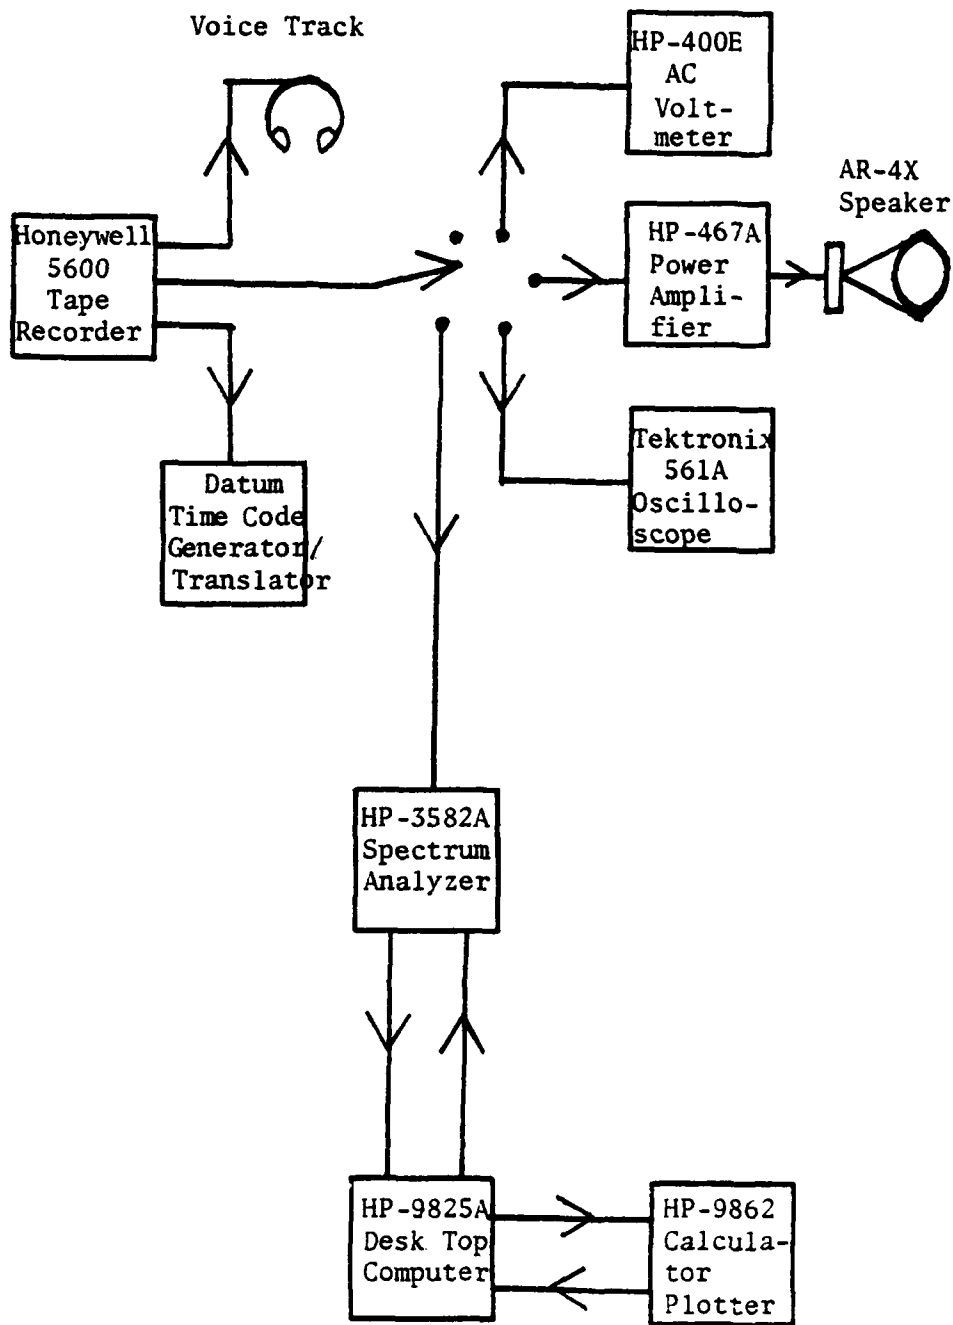 Voice Track
HP-400E
AC
Volt-
meter
AR-4X
Speaker
Honeywell
5600
Tape
Recorder
HP-467A
Power
Ampli-
fier
Tektronix
561A
Oscillo-
scope
Datum
Time Code
Generator/
Translator
HP-3582A
Spectrum
Analyzer
HP-9825A
Desk Top
Computer
HP-9862
Calcula-
tor
Plotter